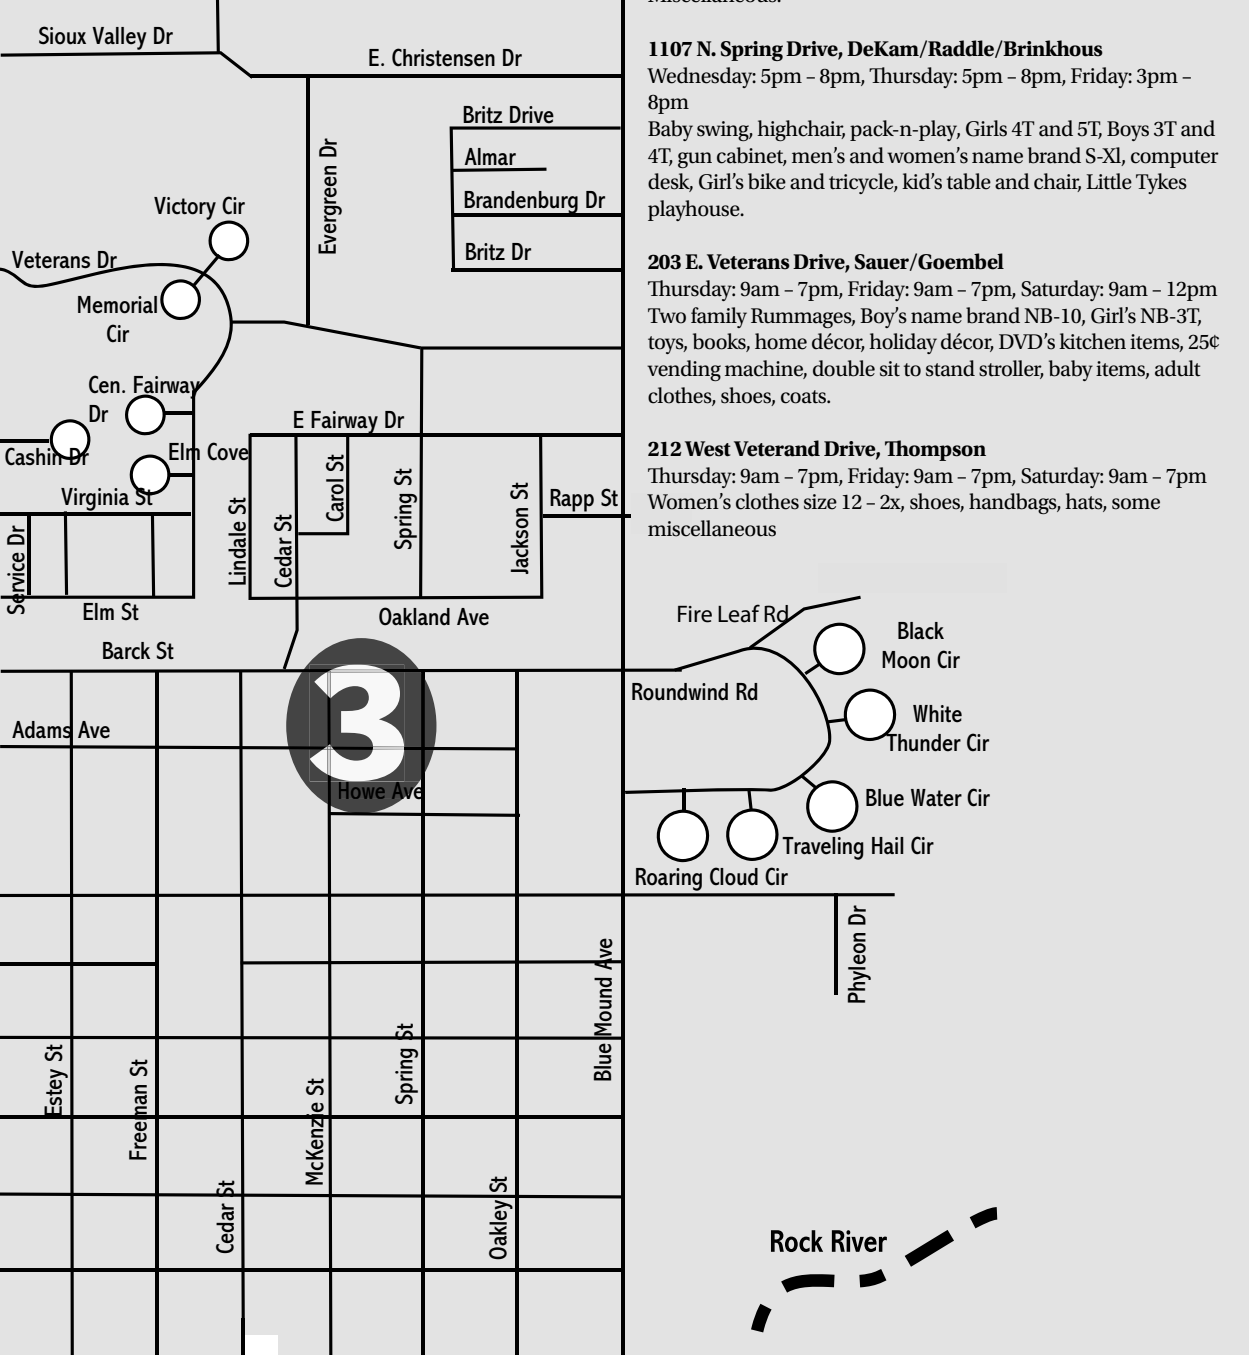 Sioux Valley Dr
E. Christensen Dr
Britz Drive
Almar
Evergreen Dr
Brandenburg Dr
Victory Cir
Britz Dr
Veterans Dr
Memorial
Cir
Cen. Fairway
Dr
E Fairway Dr
Cashin Dr
Elm Cove
Virginia St
Carol St
Spring St
Rapp St
Lindale St
Cedar St
Jackson St
Service Dr
Elm St
Oakland Ave
Barck St
3
Adams Ave
Howe Ave
Miscellaneous.
1107 N. Spring Drive, DeKam/Raddle/Brinkhous
Wednesday: 5pm – 8pm, Thursday: 5pm – 8pm, Friday: 3pm –
8pm
Baby swing, highchair, pack-n-play, Girls 4T and 5T, Boys 3T and
4T, gun cabinet, men’s and women’s name brand S-Xl, computer
desk, Girl’s bike and tricycle, kid’s table and chair, Little Tykes
playhouse.
203 E. Veterans Drive, Sauer/Goembel
Thursday: 9am – 7pm, Friday: 9am – 7pm, Saturday: 9am – 12pm
Two family Rummages, Boy’s name brand NB-10, Girl’s NB-3T,
toys, books, home décor, holiday décor, DVD’s kitchen items, 25¢
vending machine, double sit to stand stroller, baby items, adult
clothes, shoes, coats.
212 West Veterand Drive, Thompson
Thursday: 9am – 7pm, Friday: 9am – 7pm, Saturday: 9am – 7pm
Women’s clothes size 12 – 2x, shoes, handbags, hats, some
miscellaneous
Fire Leaf Rd
Black
Moon Cir
Roundwind Rd
White
Thunder Cir
Blue Water Cir
Traveling Hail Cir
Roaring Cloud Cir
Phyleon Dr
Blue Mound Ave
Estey St
Freeman St
Spring St
McKenzie St
Cedar St
Oakley St
Rock River